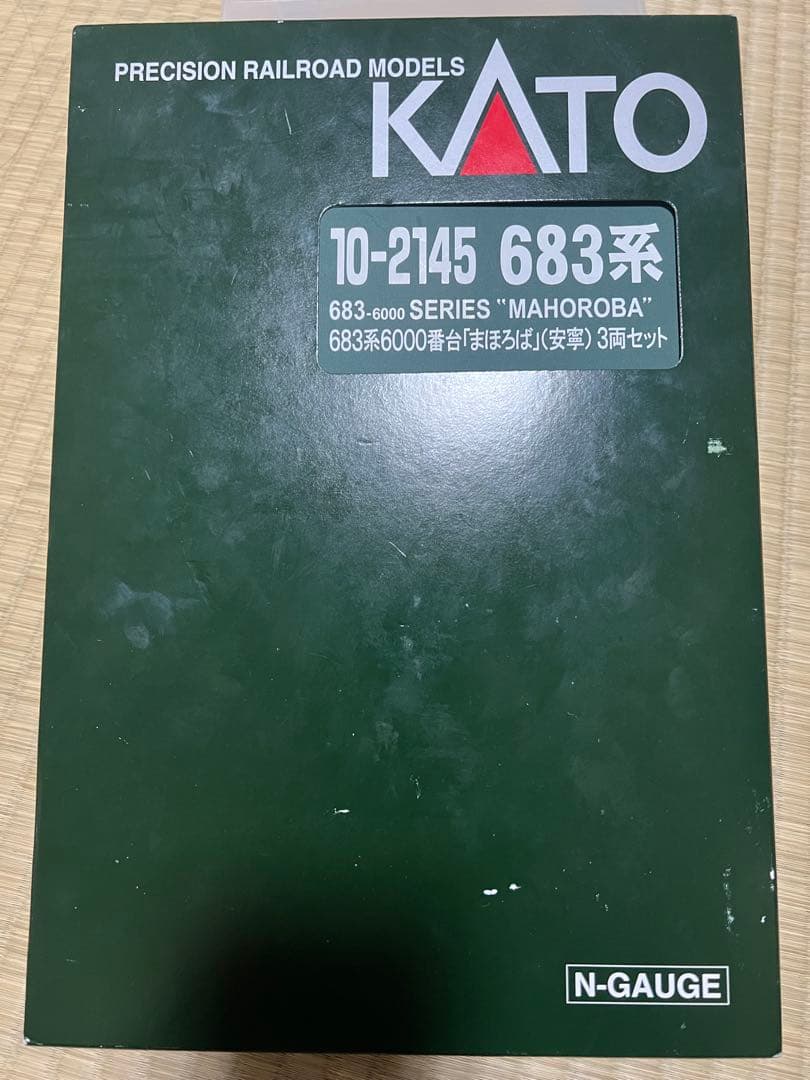 PRECISION RAILROAD MODELS
KATO
10-2145 683系
683-6000 SERIES "MAHOROBA"
683系6000番台「まほろば」(安寧) 3両セット
N-GAUGE